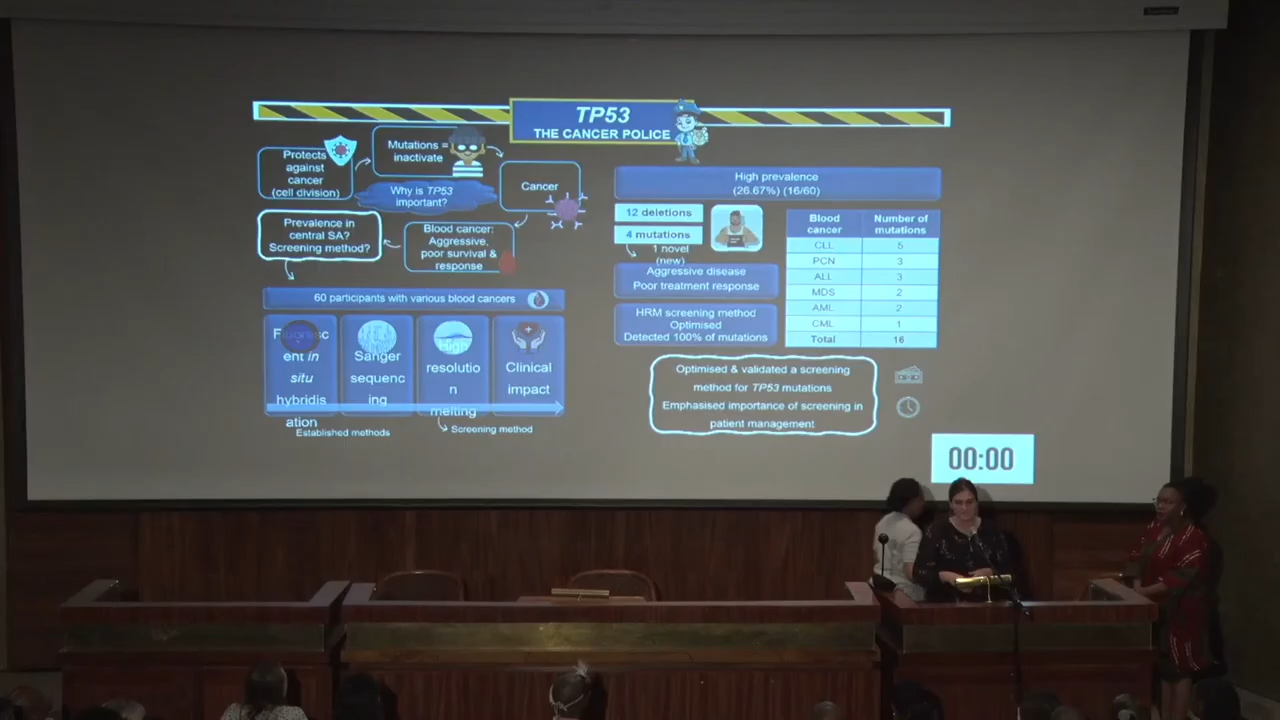 TP53
THE CANCER POLICE
Protects
against
cancer
(cell division)
Mutations =
inactivate
Why is TP53
important?
Cancer
Prevalence in
central SA?
Screening method?
Blood cancer:
Aggressive,
poor survival &
response
60 participants with various blood cancers
ent in
situ
hybridis
ation
Sanger
sequenc
ing
High
resolutio
n
melting
Clinical
impact
Established methods
Screening method
High prevalence
(26.67%) (16/60)
12 deletions
4 mutations
1 novel
(new)
Aggressive disease
Poor treatment response
HRM screening method
Optimised
Detected 100% of mutations
Blood cancer Number of mutations
CLL 5
PCN 3
ALL 3
MDS 2
AML 2
CML 1
Total 16
Optimised & validated a screening
method for TP53 mutations
Emphasised importance of screening in
patient management
00:00